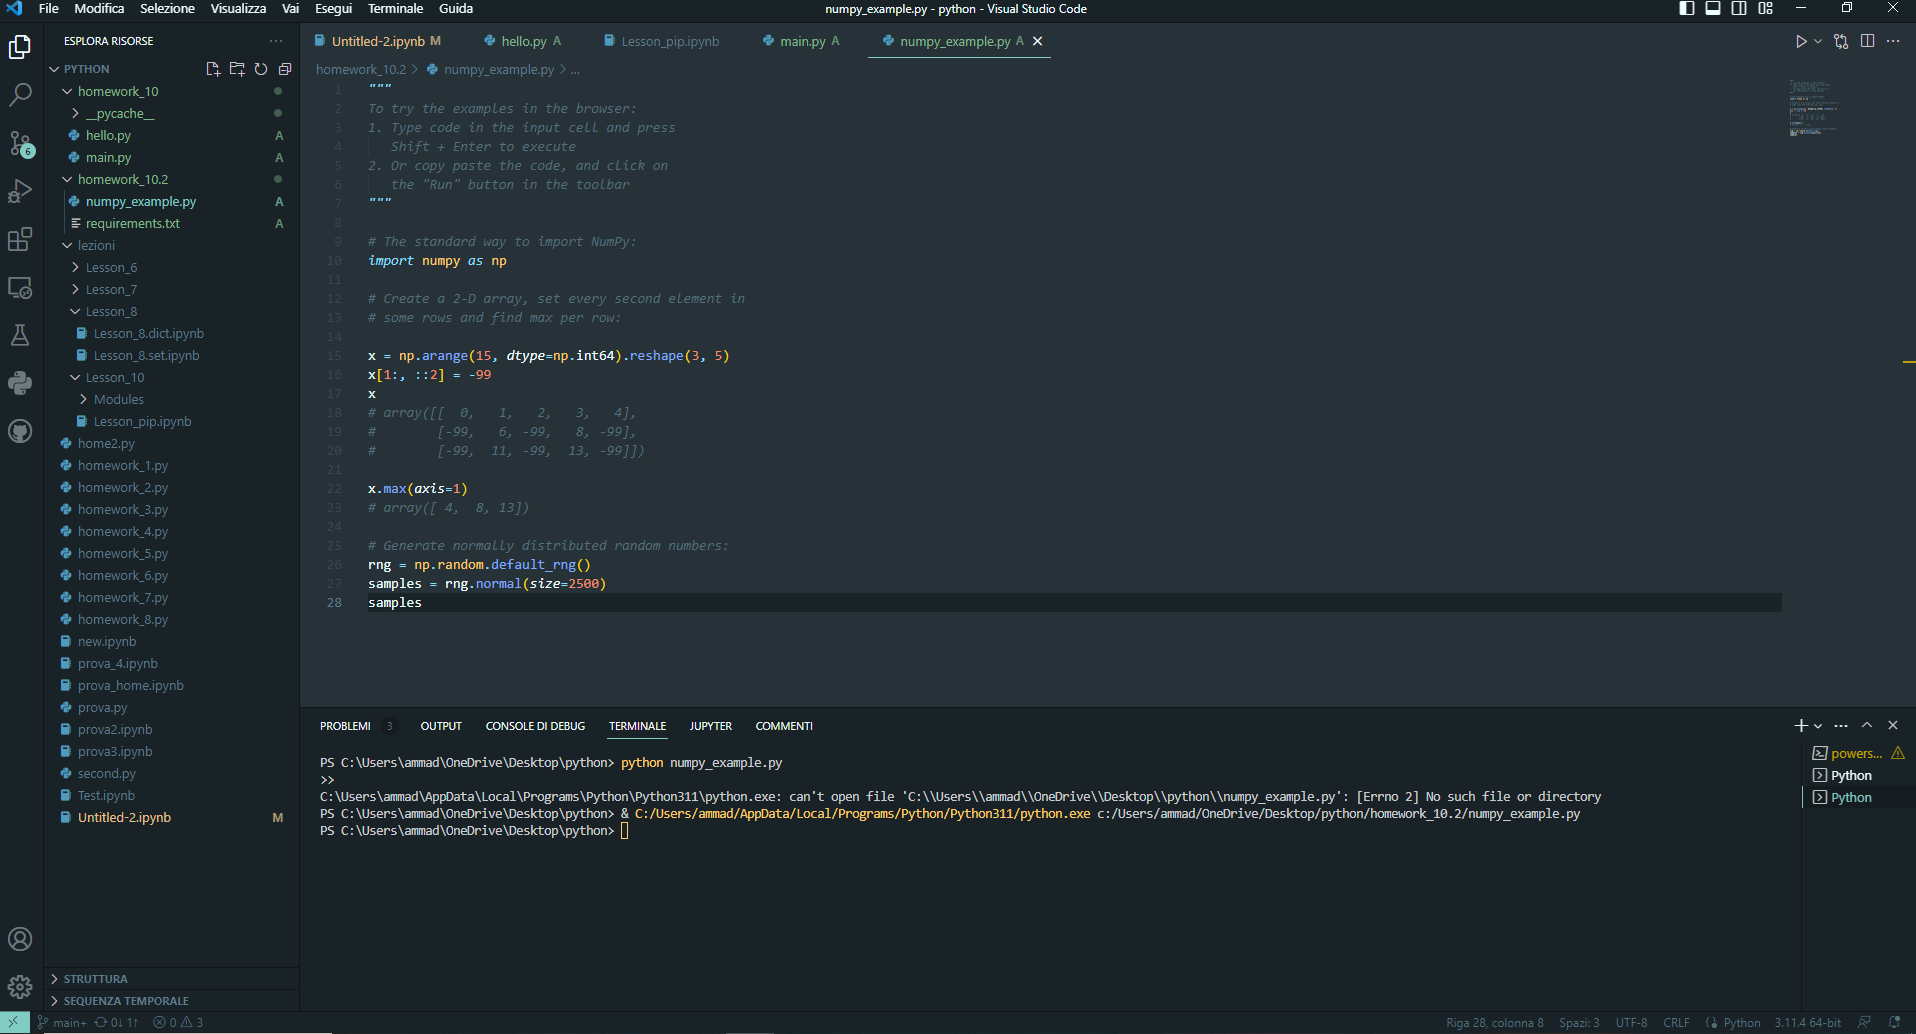 File Modifica Selezione Visualizza Vai Esegui Terminale Guida
numpy_example.py - python - Visual Studio Code
ESPLORA RISORSE
PYTHON
homework_10
__pycache__
hello.py A
main.py A
homework_10.2
numpy_example.py A
requirements.txt A
lezioni
Lesson_6
Lesson_7
Lesson_8
Lesson_8.dict.ipynb
Lesson_8.set.ipynb
Lesson_10
Modules
Lesson_pip.ipynb
home2.py
homework_1.py
homework_2.py
homework_3.py
homework_4.py
homework_5.py
homework_6.py
homework_7.py
homework_8.py
new.ipynb
prova_4.ipynb
prova_home.ipynb
prova.py
prova2.ipynb
prova3.ipynb
second.py
Test.ipynb
Untitled-2.ipynb M
STRUTTURA
SEQUENZA TEMPORALE
6
Untitled-2.ipynb M hello.py A Lesson_pip.ipynb main.py A numpy_example.py A
homework_10.2 > numpy_example.py > ...
1 """
2 To try the examples in the browser:
3 1. Type code in the input cell and press
4    Shift + Enter to execute
5 2. Or copy paste the code, and click on
6    the "Run" button in the toolbar
7 """
8
9 # The standard way to import NumPy:
10 import numpy as np
11
12 # Create a 2-D array, set every second element in
13 # some rows and find max per row:
14
15 x = np.arange(15, dtype=np.int64).reshape(3, 5)
16 x[1:, ::2] = -99
17 x
18 # array([[  0,   1,   2,   3,   4],
19 #        [-99,   6, -99,   8, -99],
20 #        [-99,  11, -99,  13, -99]])
21
22 x.max(axis=1)
23 # array([ 4,  8, 13])
24
25 # Generate normally distributed random numbers:
26 rng = np.random.default_rng()
27 samples = rng.normal(size=2500)
28 samples
PROBLEMI 3 OUTPUT CONSOLE DI DEBUG TERMINALE JUPYTER COMMENTI
PS C:\Users\ammad\OneDrive\Desktop\python> python numpy_example.py
>>
C:\Users\ammad\AppData\Local\Programs\Python\Python311\python.exe: can't open file 'C:\\Users\\ammad\\OneDrive\\Desktop\\python\\numpy_example.py': [Errno 2] No such file or directory
PS C:\Users\ammad\OneDrive\Desktop\python> & C:/Users/ammad/AppData/Local/Programs/Python/Python311/python.exe c:/Users/ammad/OneDrive/Desktop/python/homework_10.2/numpy_example.py
PS C:\Users\ammad\OneDrive\Desktop\python>
powers...
Python
Python
main+ 0↓ 1↑ 0 3
Riga 28, colonna 8 Spazi: 3 UTF-8 CRLF Python 3.11.4 64-bit